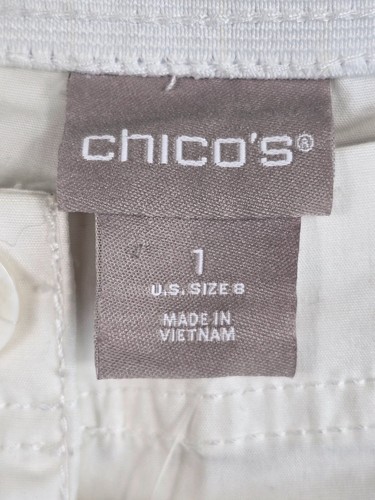 chico's®
1
U.S. SIZE 8
MADE IN
VIETNAM